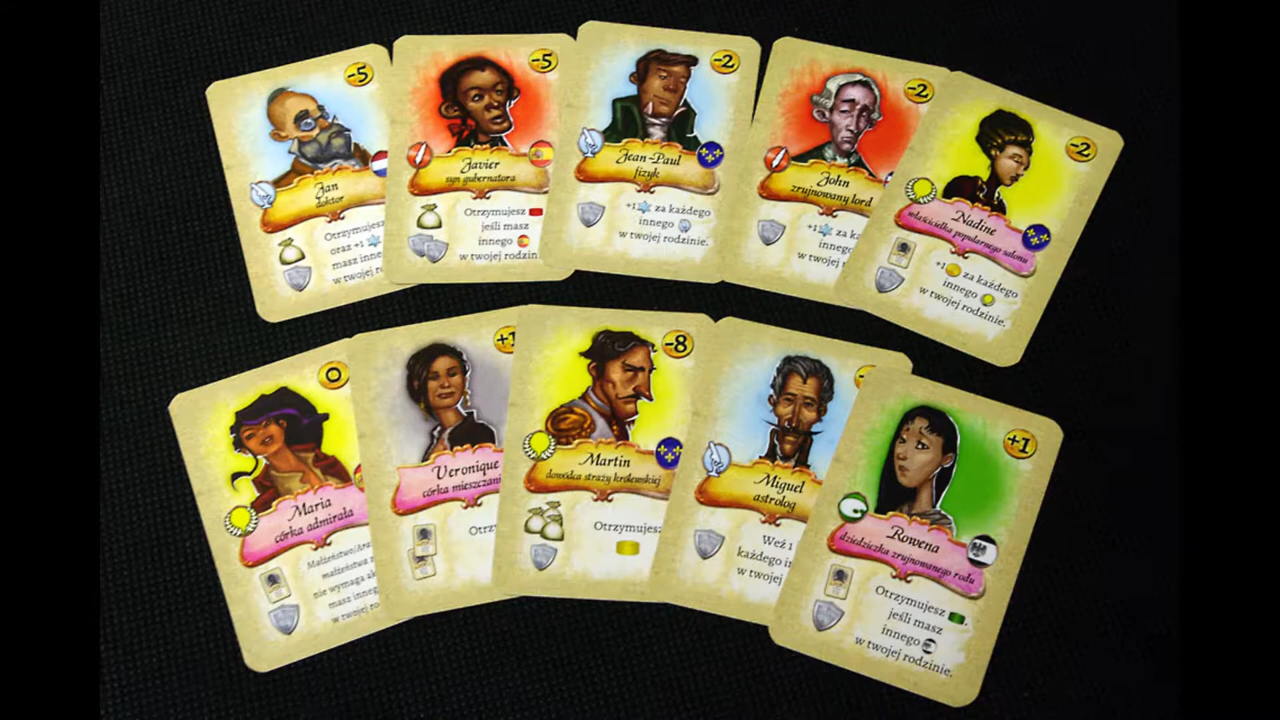 -5
Jan
doktor
Otrzymujesz
oraz +1
masz inne
w twojej
-5
Javier
syn gubernatora
Otrzymujesz
jeśli masz
innego
w twojej rodzin
-2
Jean-Paul
fizyk
+1 za każdego
innego
w twojej rodzinie.
-2
John
zrujnowany lord
+1 za
innego
w twojej
-2
Nadine
właścicielka popularnego salonu
+1 za każdego
innego
w twojej rodzinie.
0
Maria
córka admirała
Małżeństwo/
małżeństwa
nie wymaga
masz inneg
w twojej ro
+1
Veronique
córka mieszczani
Otrzy
-8
Martin
dowódca straży królewskiej
Otrzymujesz
Miguel
astrolog
Weź 1
każdego in
w twojej
+1
Rowena
dziedziczka zrujnowanego rodu
Otrzymujesz .
jeśli masz
innego
w twojej rodzinie.